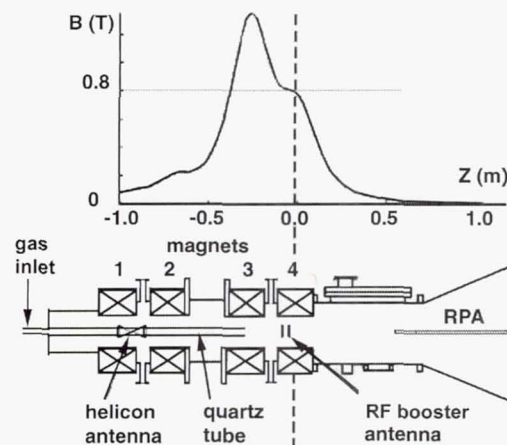 B (T)
0.8
0
Z (m)
-1.0 -0.5 0.0 0.5 1.0
magnets
gas
inlet
1 2 3 4
RPA
helicon
antenna
quartz
tube
RF booster
antenna